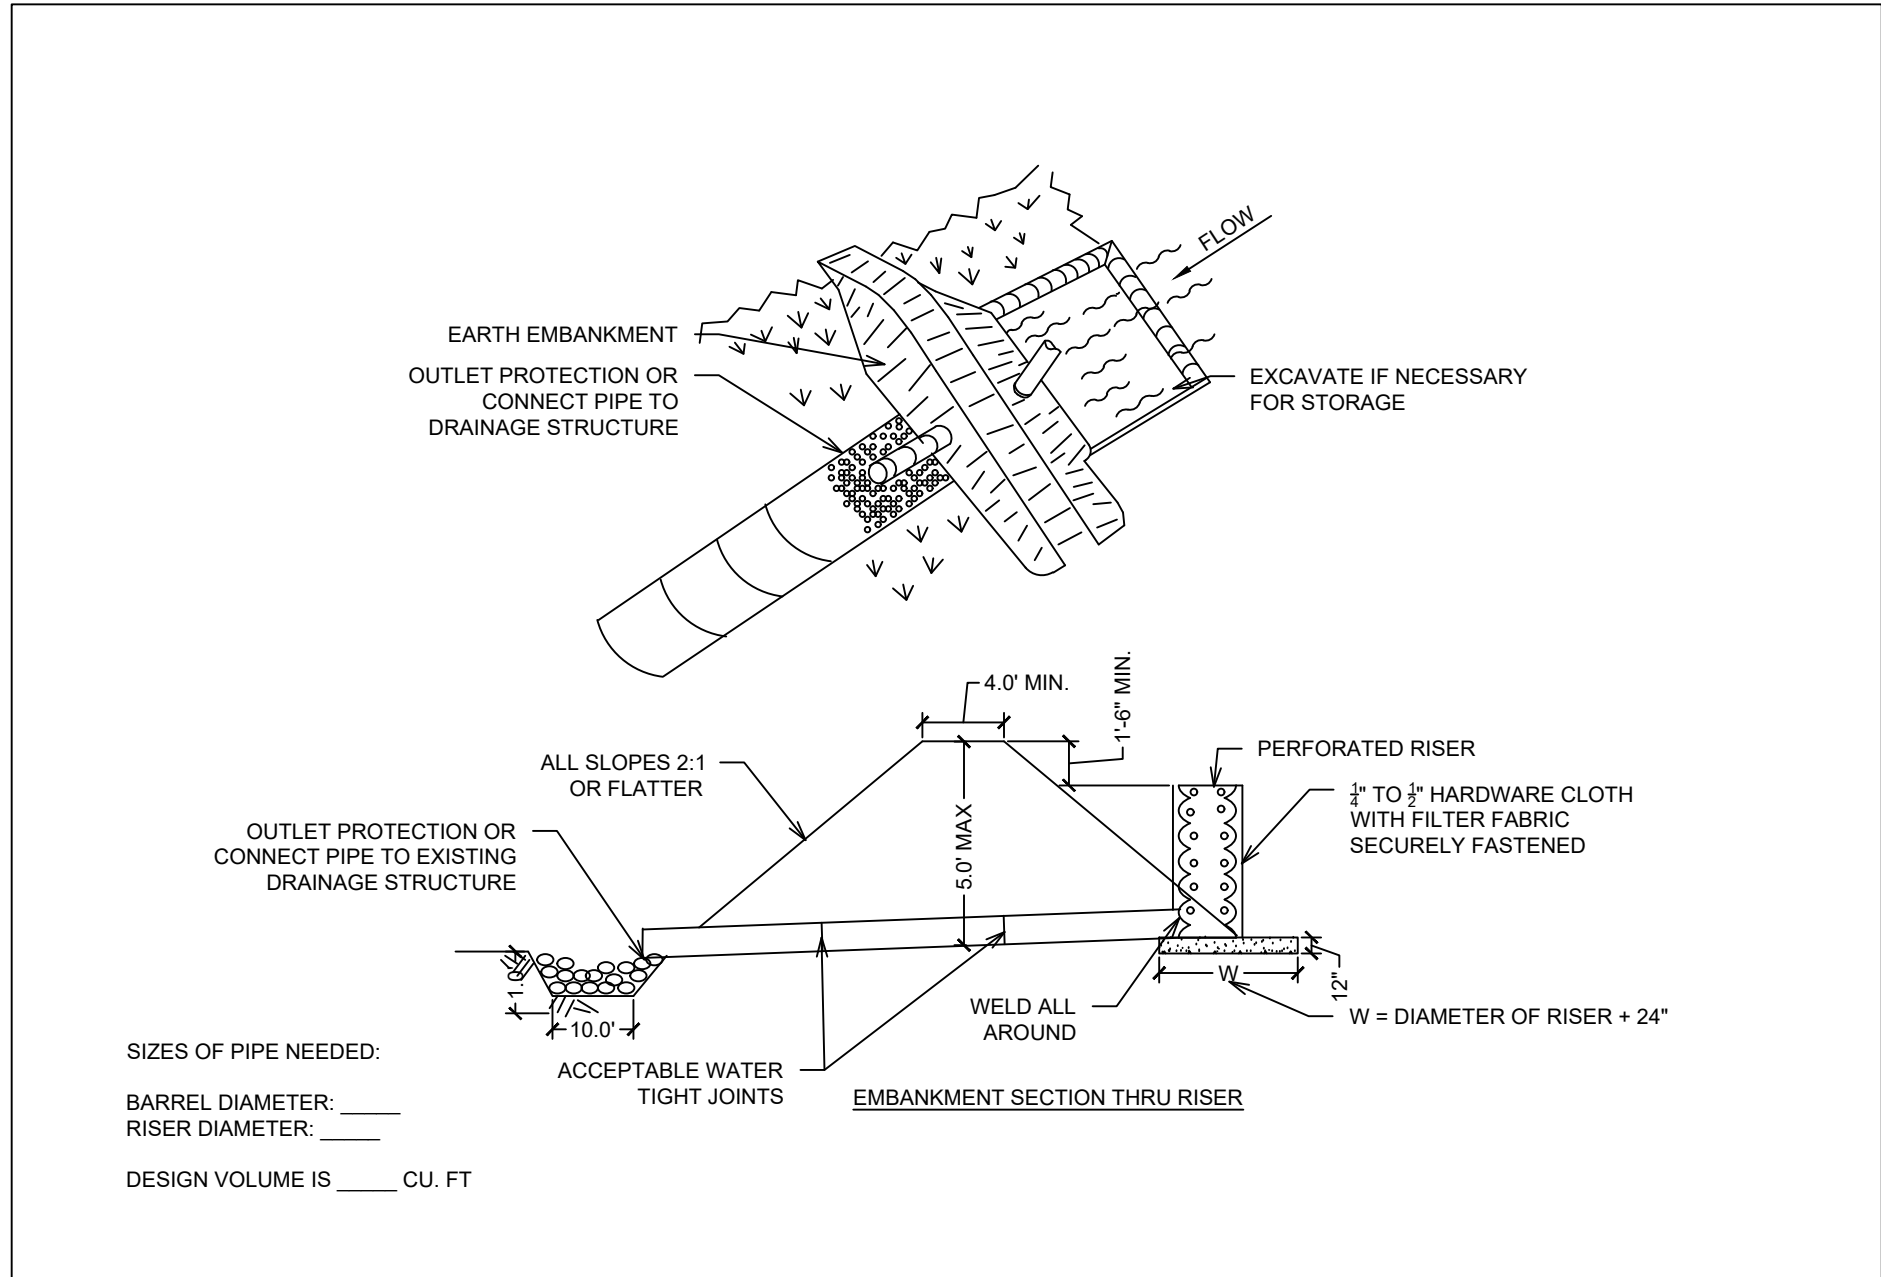 FLOW
EARTH EMBANKMENT
OUTLET PROTECTION OR
CONNECT PIPE TO
DRAINAGE STRUCTURE
EXCAVATE IF NECESSARY
FOR STORAGE
4.0' MIN.
1'-6" MIN.
ALL SLOPES 2:1
OR FLATTER
PERFORATED RISER
1/4" TO 1/2" HARDWARE CLOTH
WITH FILTER FABRIC
SECURELY FASTENED
5.0' MAX
OUTLET PROTECTION OR
CONNECT PIPE TO EXISTING
DRAINAGE STRUCTURE
1.0'
10.0'
W
12"
WELD ALL
AROUND
W = DIAMETER OF RISER + 24"
ACCEPTABLE WATER
TIGHT JOINTS
EMBANKMENT SECTION THRU RISER
SIZES OF PIPE NEEDED:
BARREL DIAMETER: _____
RISER DIAMETER: _____
DESIGN VOLUME IS _____ CU. FT